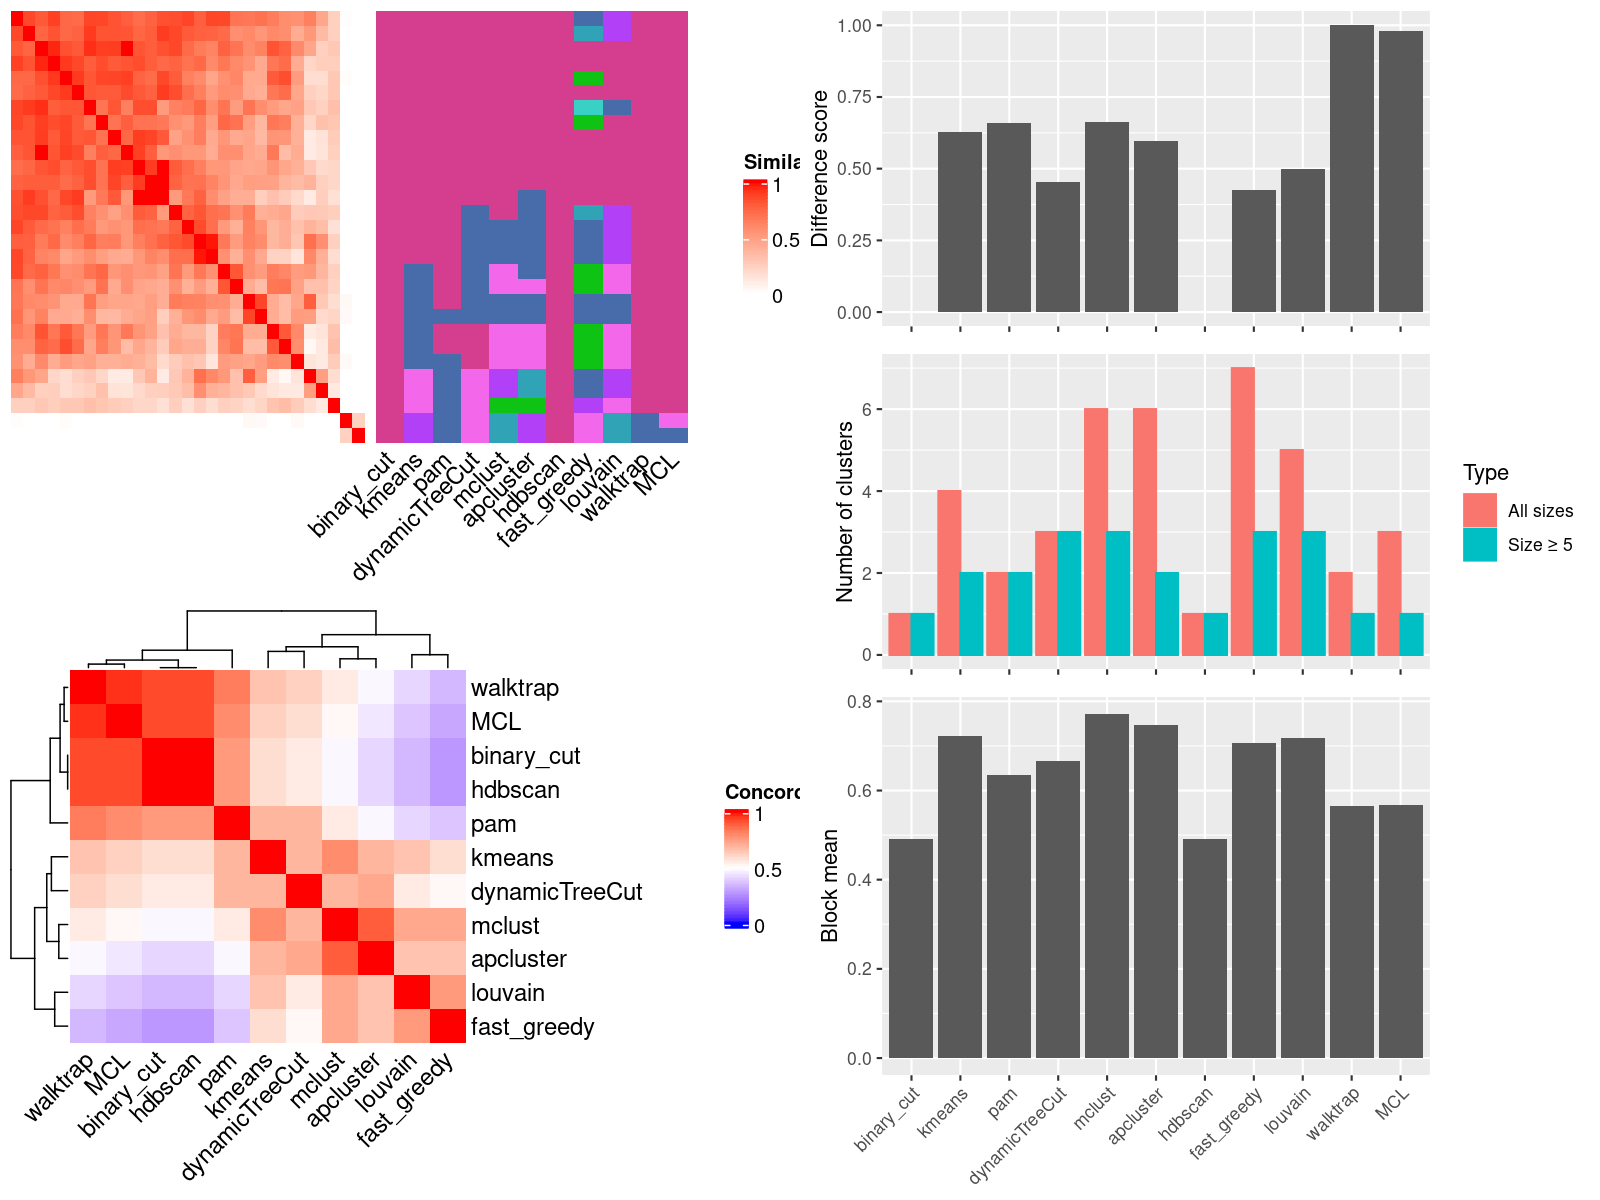 Simila
1
0.5
0
binary_cut
kmeans
pam
dynamicTreeCut
mclust
apcluster
hdbscan
fast_greedy
louvain
walktrap
MCL
walktrap
MCL
binary_cut
hdbscan
pam
kmeans
dynamicTreeCut
mclust
apcluster
louvain
fast_greedy
Concord
1
0.5
0
walktrap
MCL
binary_cut
hdbscan
pam
kmeans
dynamicTreeCut
mclust
apcluster
louvain
fast_greedy
Difference score
1.00
0.75
0.50
0.25
0.00
Number of clusters
6
4
2
0
Type
All sizes
Size ≥ 5
Block mean
0.8
0.6
0.4
0.2
0.0
binary_cut
kmeans
pam
dynamicTreeCut
mclust
apcluster
hdbscan
fast_greedy
louvain
walktrap
MCL